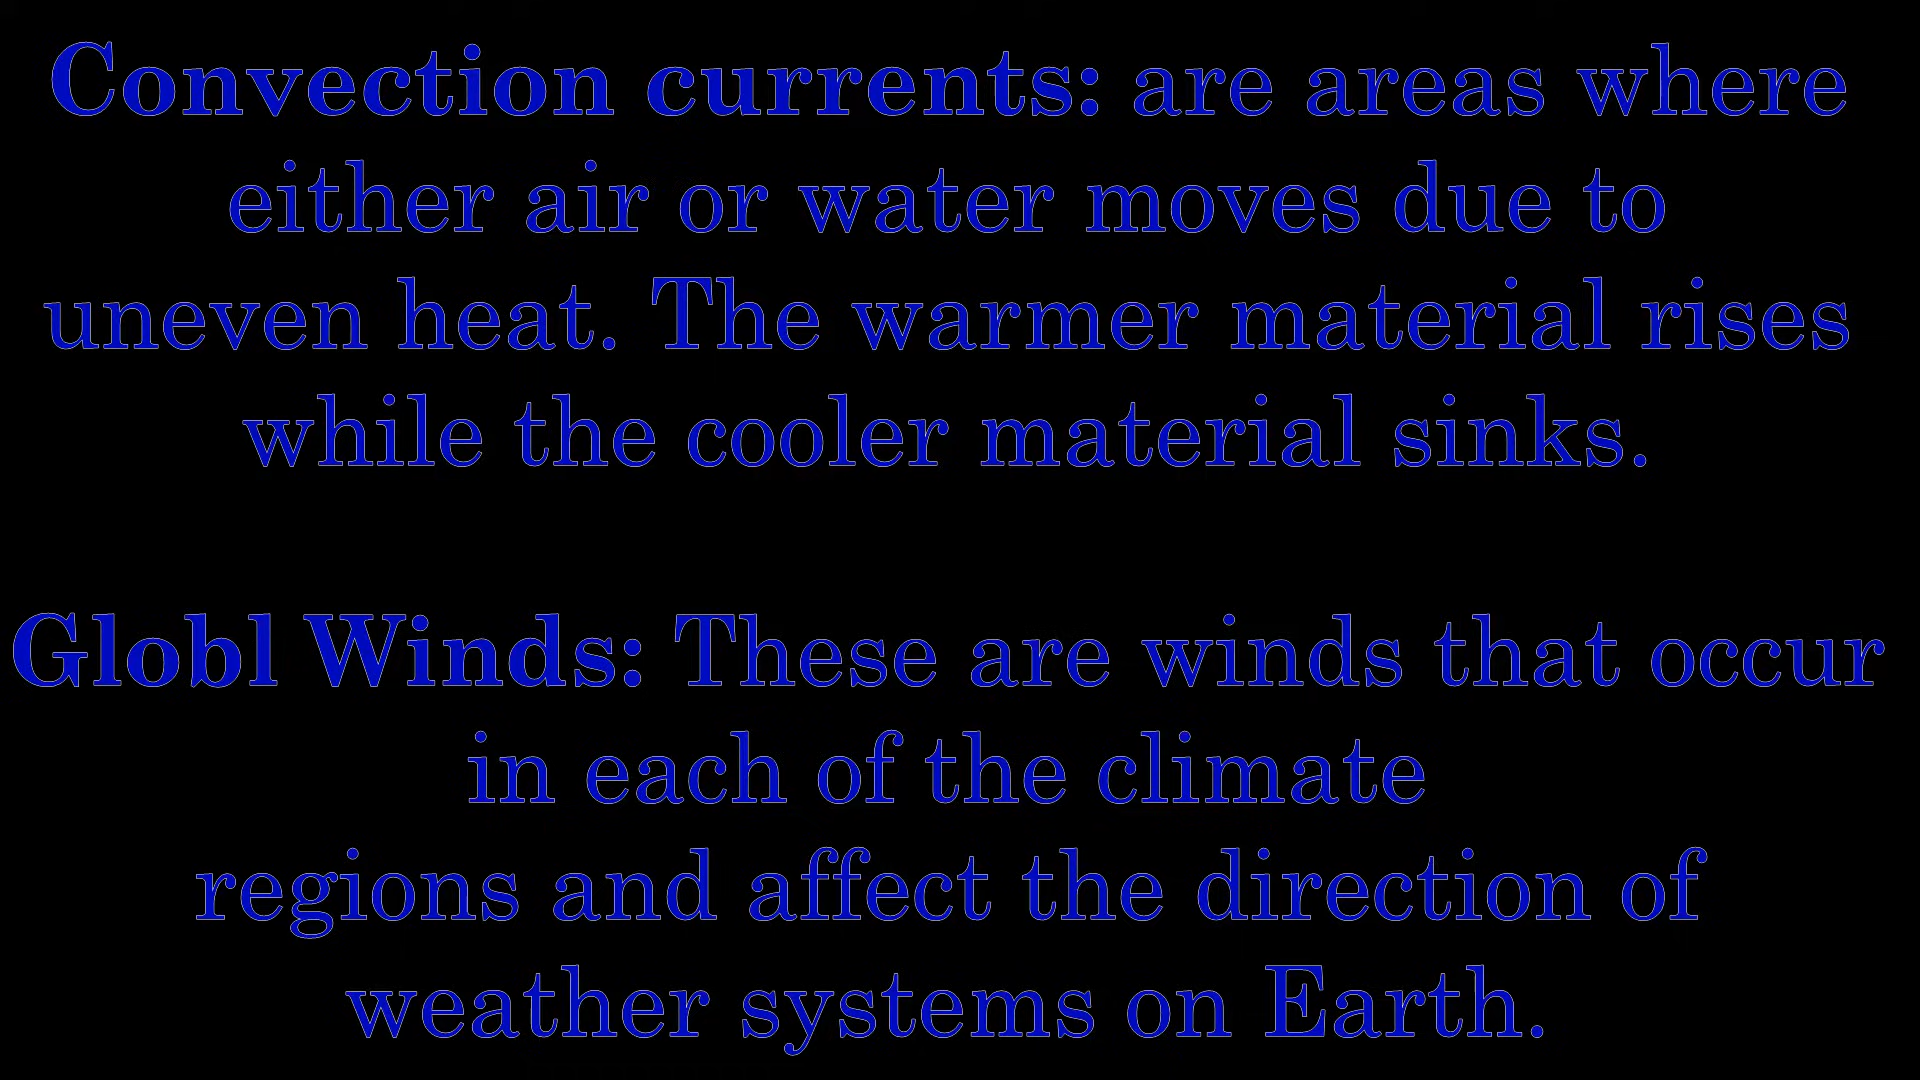 Convection currents: are areas where
either air or water moves due to
uneven heat. The warmer material rises
while the cooler material sinks.
Globl Winds: These are winds that occur
in each of the climate
regions and affect the direction of
weather systems on Earth.